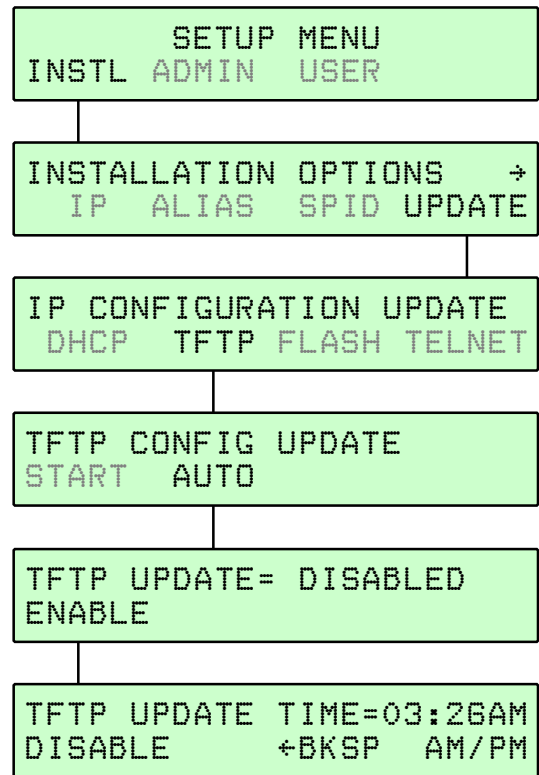 SETUP MENU
INSTL ADMIN USER
INSTALLATION OPTIONS →
IP ALIAS SPID UPDATE
IP CONFIGURATION UPDATE
DHCP TFTP FLASH TELNET
TFTP CONFIG UPDATE
START AUTO
TFTP UPDATE= DISABLED
ENABLE
TFTP UPDATE TIME=03:26AM
DISABLE ←BKSP AM/PM